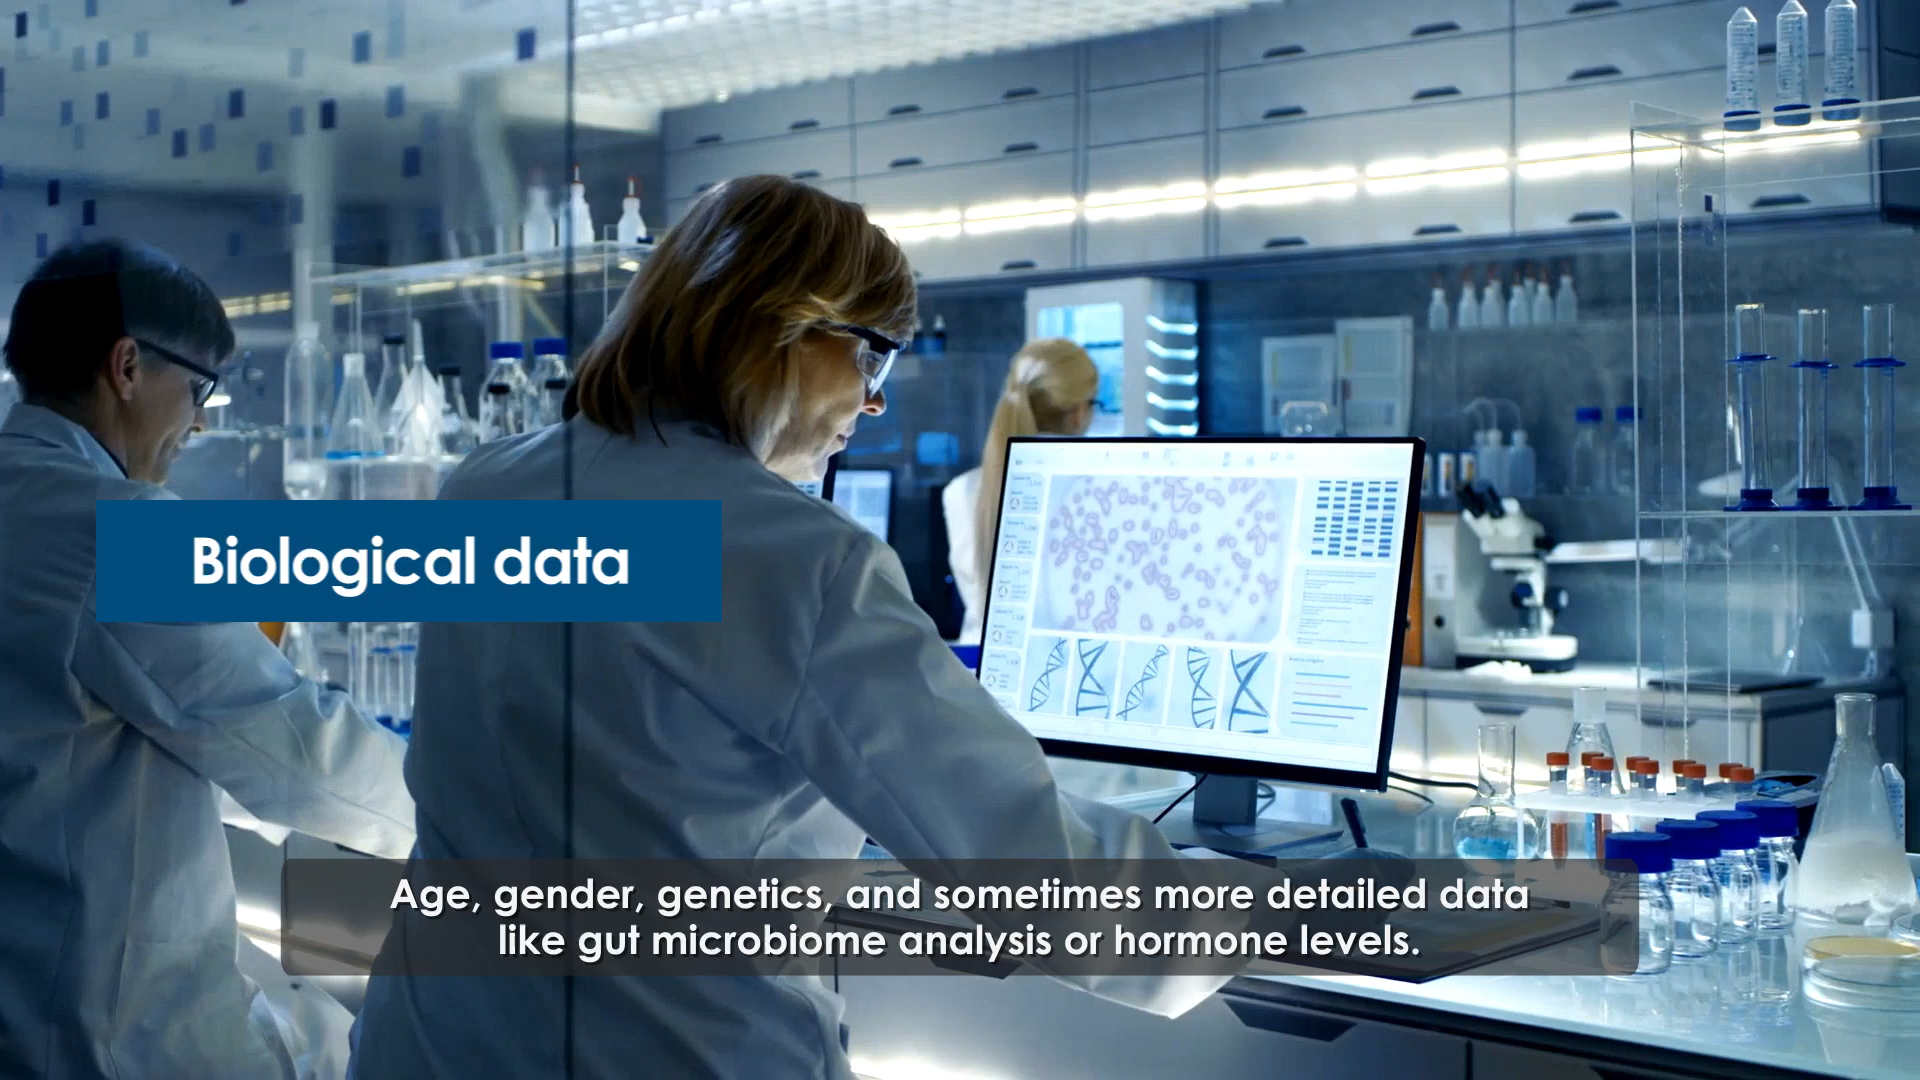 Biological data
Age, gender, genetics, and sometimes more detailed data
like gut microbiome analysis or hormone levels.